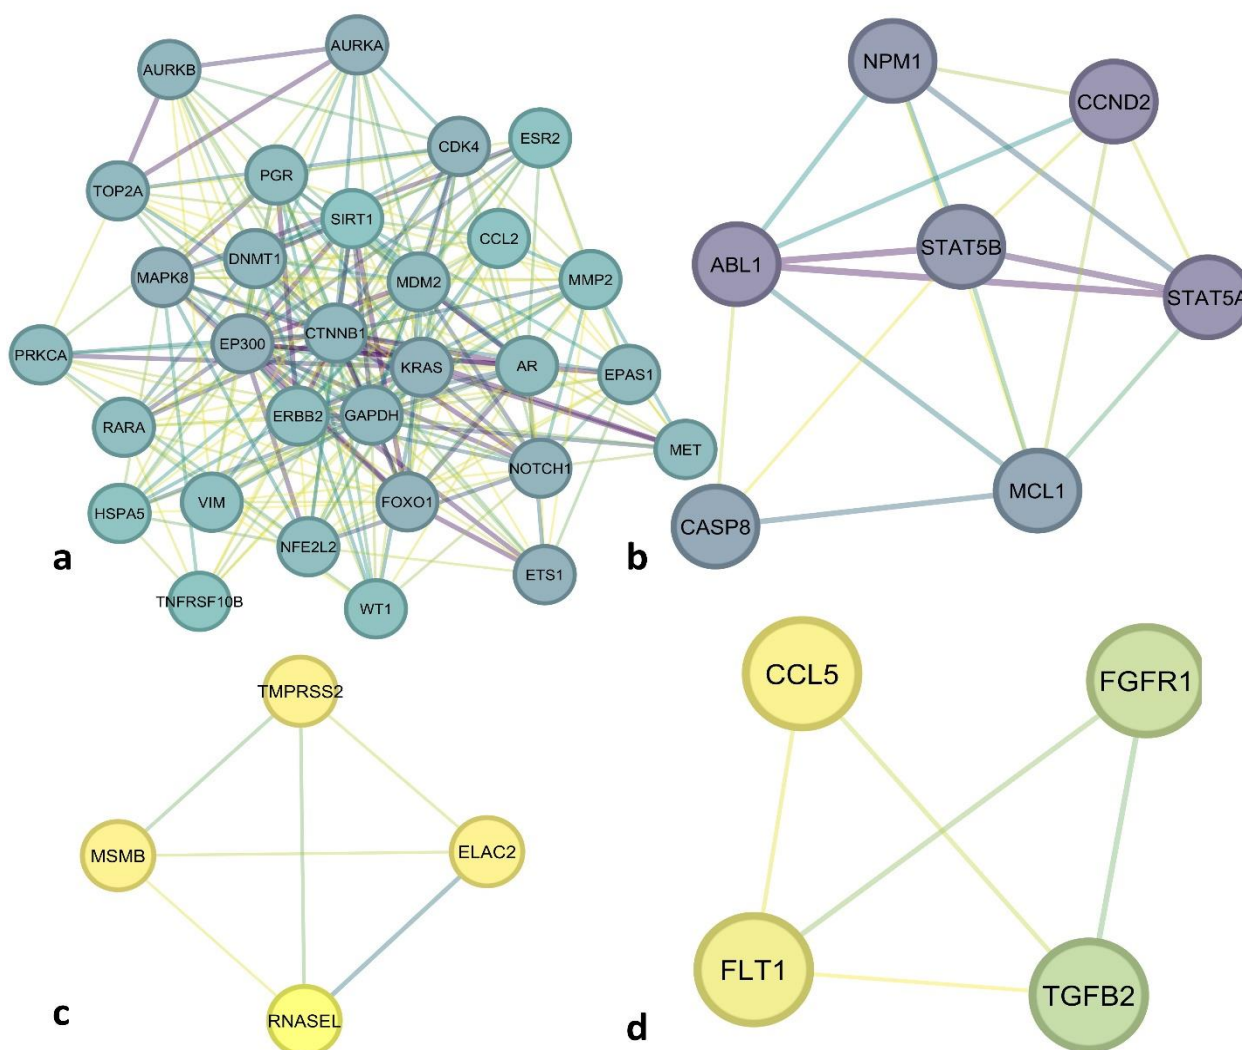 AURKA
AURKB
CDK4
ESR2
TOP2A
PGR
SIRT1
CCL2
DNMT1
MAPK8
MDM2
MMP2
CTNNB1
EP300
PRKCA
KRAS
AR
EPAS1
ERBB2
GAPDH
RARA
MET
NOTCH1
HSPA5
VIM
FOXO1
NFE2L2
ETS1
TNFRSF10B
WT1
a
NPM1
CCND2
STAT5B
ABL1
STAT5A
MCL1
CASP8
b
TMPRSS2
MSMB
ELAC2
RNASEL
c
CCL5
FGFR1
FLT1
TGFB2
d